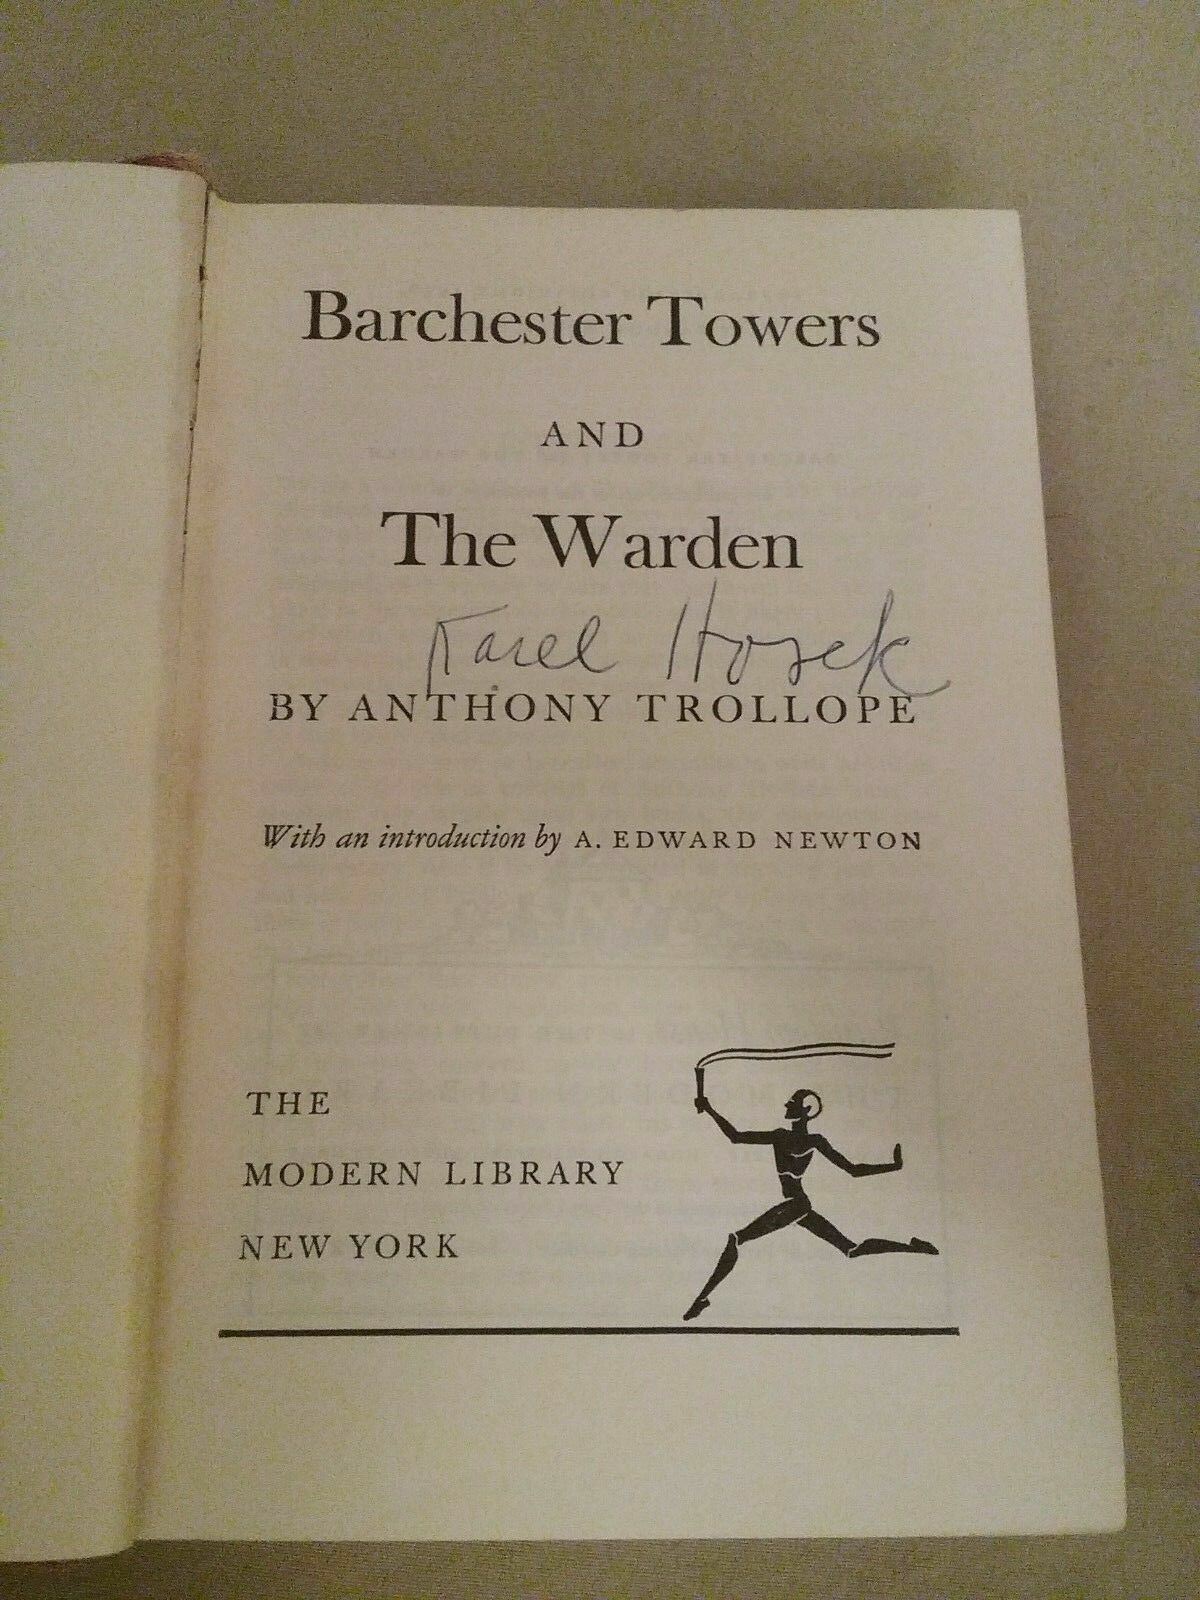 Barchester Towers
AND
The Warden
Karel Hosek
BY ANTHONY TROLLOPE
With an introduction by A. EDWARD NEWTON
THE
MODERN LIBRARY
NEW YORK